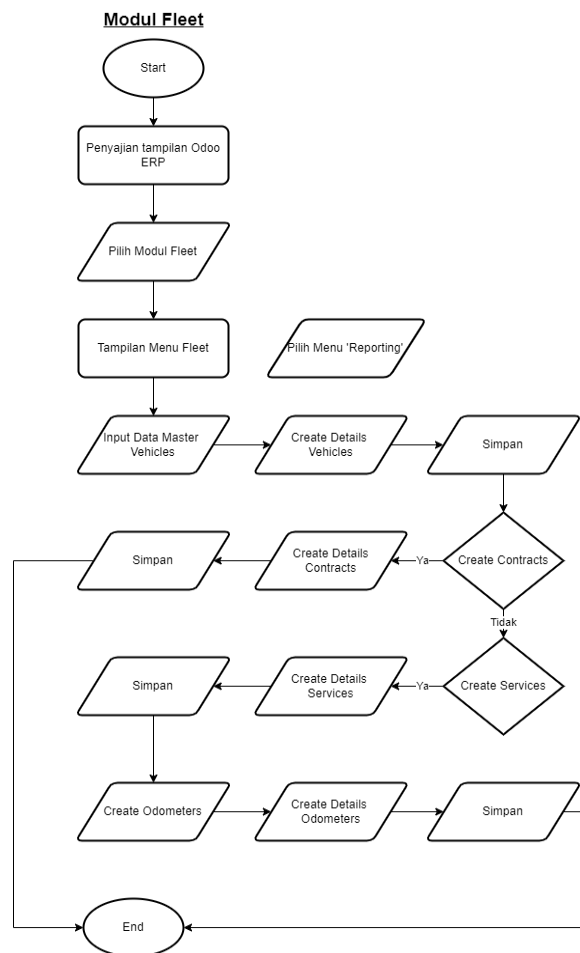 Modul Fleet
Start
Penyajian tampilan Odoo
ERP
Pilih Modul Fleet
Tampilan Menu Fleet
Pilih Menu 'Reporting'
Input Data Master
Vehicles
Create Details
Vehicles
Simpan
Create Contracts
Ya
Create Details
Contracts
Simpan
Tidak
Create Services
Ya
Create Details
Services
Simpan
Create Odometers
Create Details
Odometers
Simpan
End